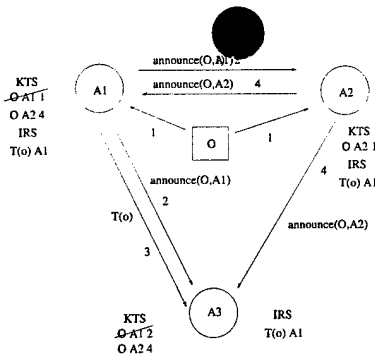 announce(O,A1) 2
announce(O,A2) 4
KTS
O A1 1
O A2 4
IRS
T(o) A1
A1
A2
1
O
1
KTS
O A2 1
IRS
T(o) A1
announce(O,A1)
2
T(o)
3
4
announce(O,A2)
A3
KTS
O A1 2
O A2 4
IRS
T(o) A1